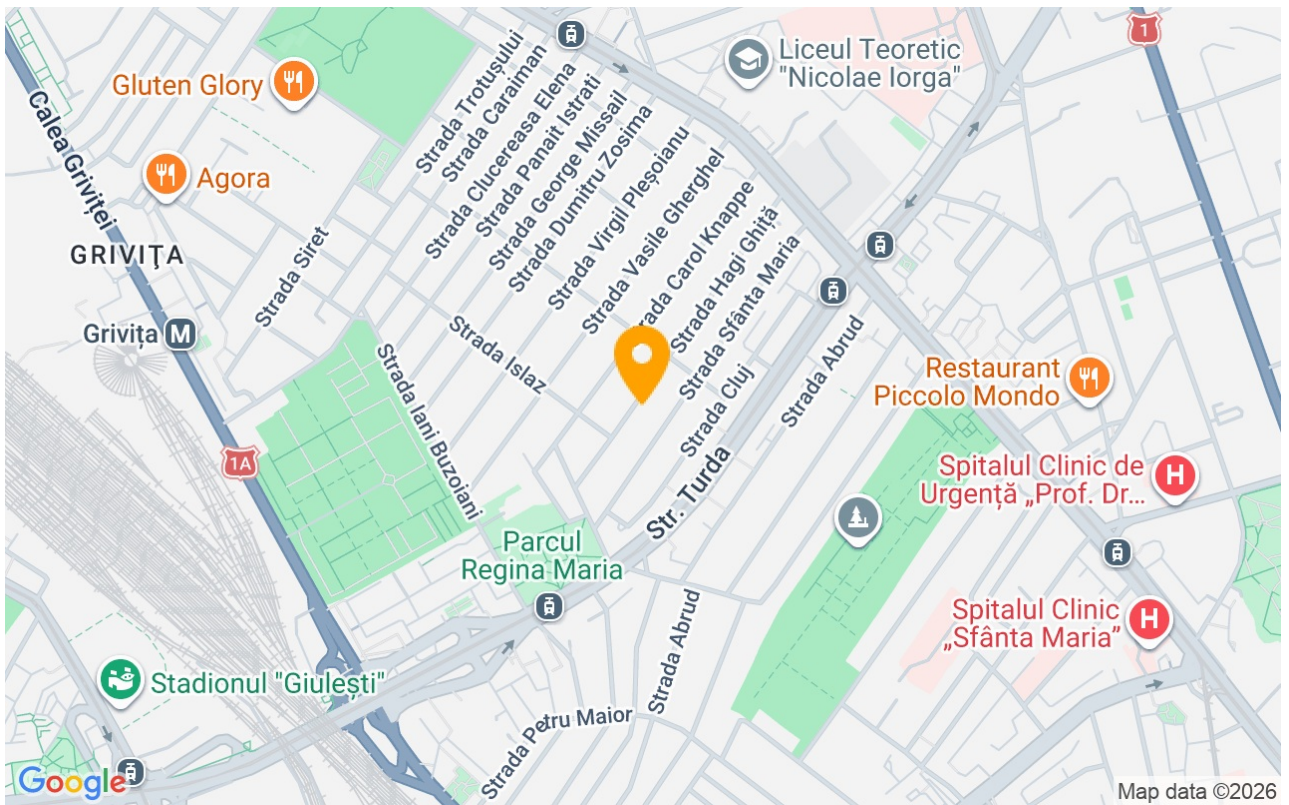 1
Liceul Teoretic
"Nicolae Iorga"
Gluten Glory
Calea Griviței
Strada Trotușului
Strada Caraiman
Strada Clucereasa Elena
Strada Panait Istrati
Strada George Missail
Strada Dumitru Zosima
Strada Virgil Pleșoianu
Strada Vasile Gherghel
rada Carol Knappe
Strada Hagi Ghiță
Strada Sfânta Maria
Agora
GRIVIŢA
Strada Siret
Grivița M
Strada Islaz
Strada Iani Buzoianu
Strada Cluj
Strada Abrud
Restaurant
Piccolo Mondo
1A
Str. Turda
Spitalul Clinic de
Urgență „Prof. Dr...
H
Parcul
Regina Maria
Spitalul Clinic
„Sfânta Maria”
H
Strada Abrud
Stadionul "Giulești"
Strada Petru Maior
Google
Map data ©2026